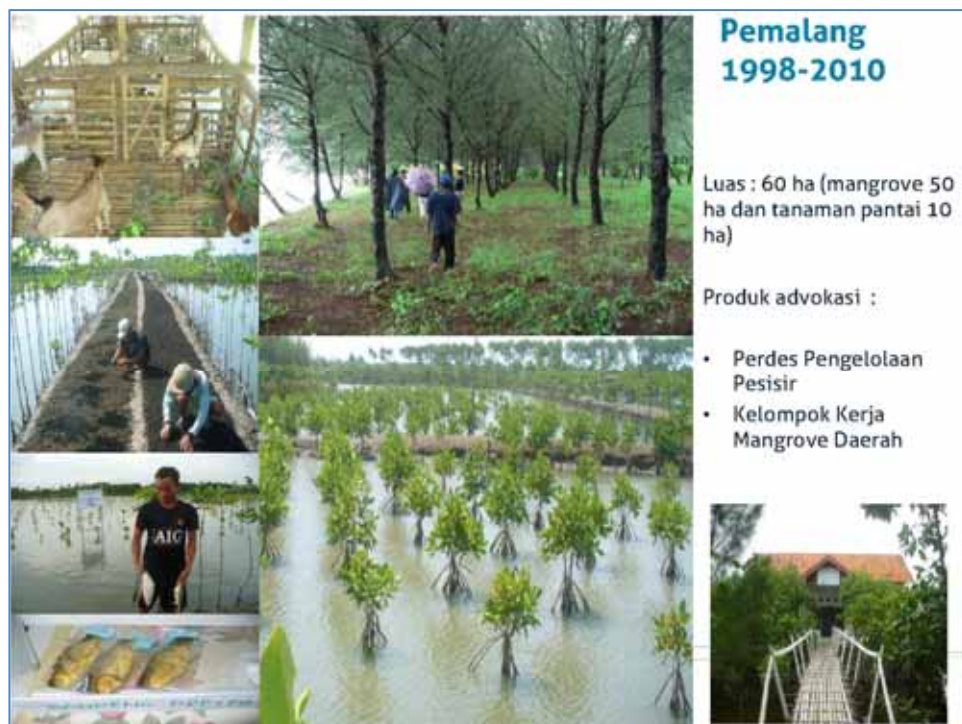 Pemalang
1998-2010
Luas : 60 ha (mangrove 50
ha dan tanaman pantai 10
ha)
Produk advokasi :
• Perdes Pengelolaan
Pesisir
• Kelompok Kerja
Mangrove Daerah
AIG